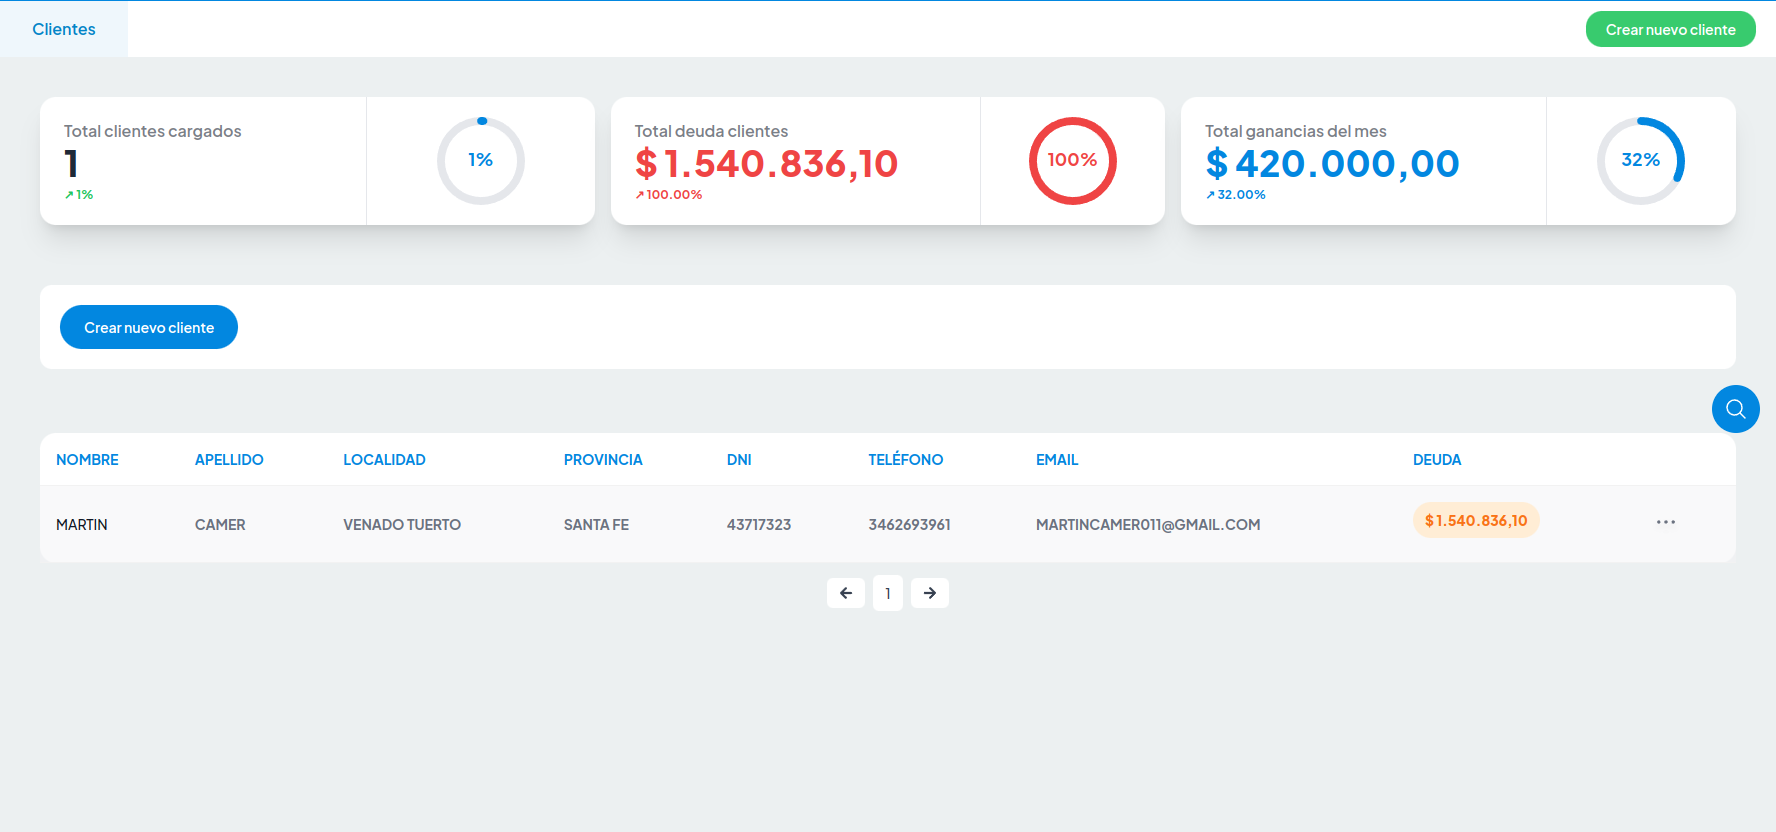 Clientes
Crear nuevo cliente
Total clientes cargados
1
↗ 1%
1%
Total deuda clientes
$ 1.540.836,10
↗ 100.00%
100%
Total ganancias del mes
$ 420.000,00
↗ 32.00%
32%
Crear nuevo cliente
NOMBRE APELLIDO LOCALIDAD PROVINCIA DNI TELÉFONO EMAIL DEUDA
MARTIN CAMER VENADO TUERTO SANTA FE 43717323 3462693961 MARTINCAMER011@GMAIL.COM $ 1.540.836,10
1